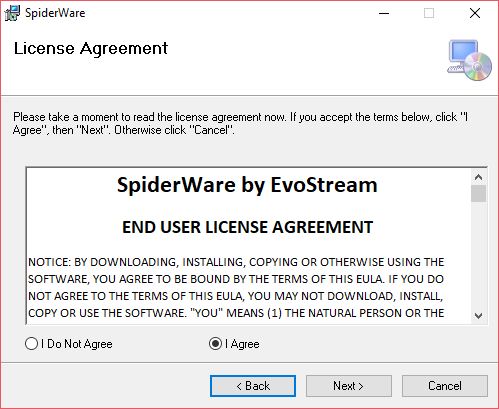 SpiderWare
License Agreement
Please take a moment to read the license agreement now. If you accept the terms below, click "I
Agree", then "Next". Otherwise click "Cancel".
SpiderWare by EvoStream
END USER LICENSE AGREEMENT
NOTICE: BY DOWNLOADING, INSTALLING, COPYING OR OTHERWISE USING THE
SOFTWARE, YOU AGREE TO BE BOUND BY THE TERMS OF THIS EULA. IF YOU DO
NOT AGREE TO THE TERMS OF THIS EULA, YOU MAY NOT DOWNLOAD, INSTALL,
COPY OR USE THE SOFTWARE. "YOU" MEANS (1) THE NATURAL PERSON OR THE
I Do Not Agree
I Agree
< Back
Next >
Cancel